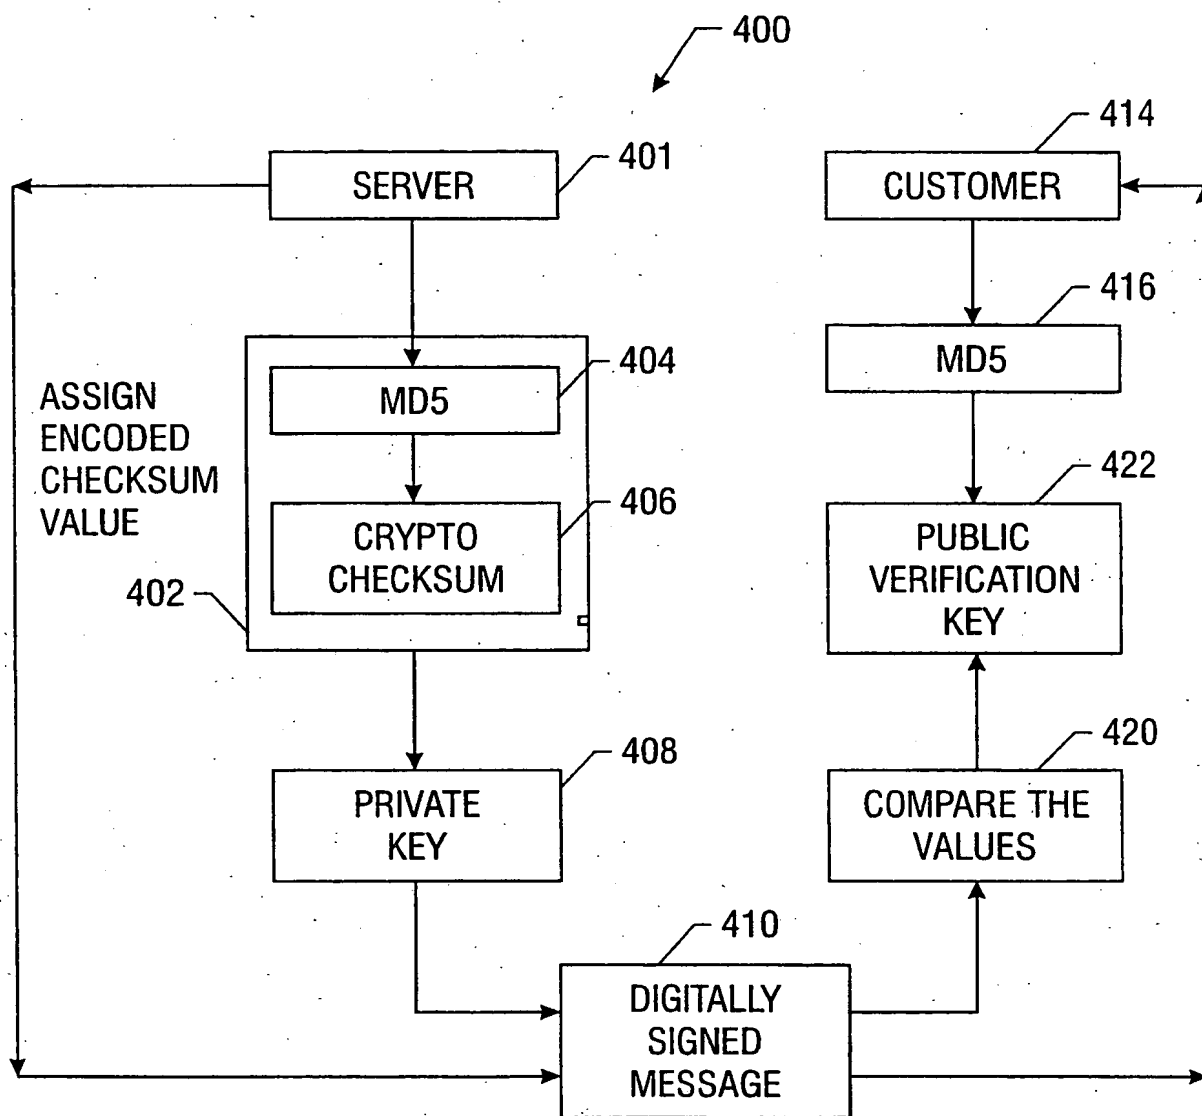 400
SERVER
401
CUSTOMER
414
MD5
404
MD5
416
ASSIGN
ENCODED
CHECKSUM
VALUE
CRYPTO
CHECKSUM
406
402
PUBLIC
VERIFICATION
KEY
422
PRIVATE
KEY
408
COMPARE THE
VALUES
420
DIGITALLY
SIGNED
MESSAGE
410